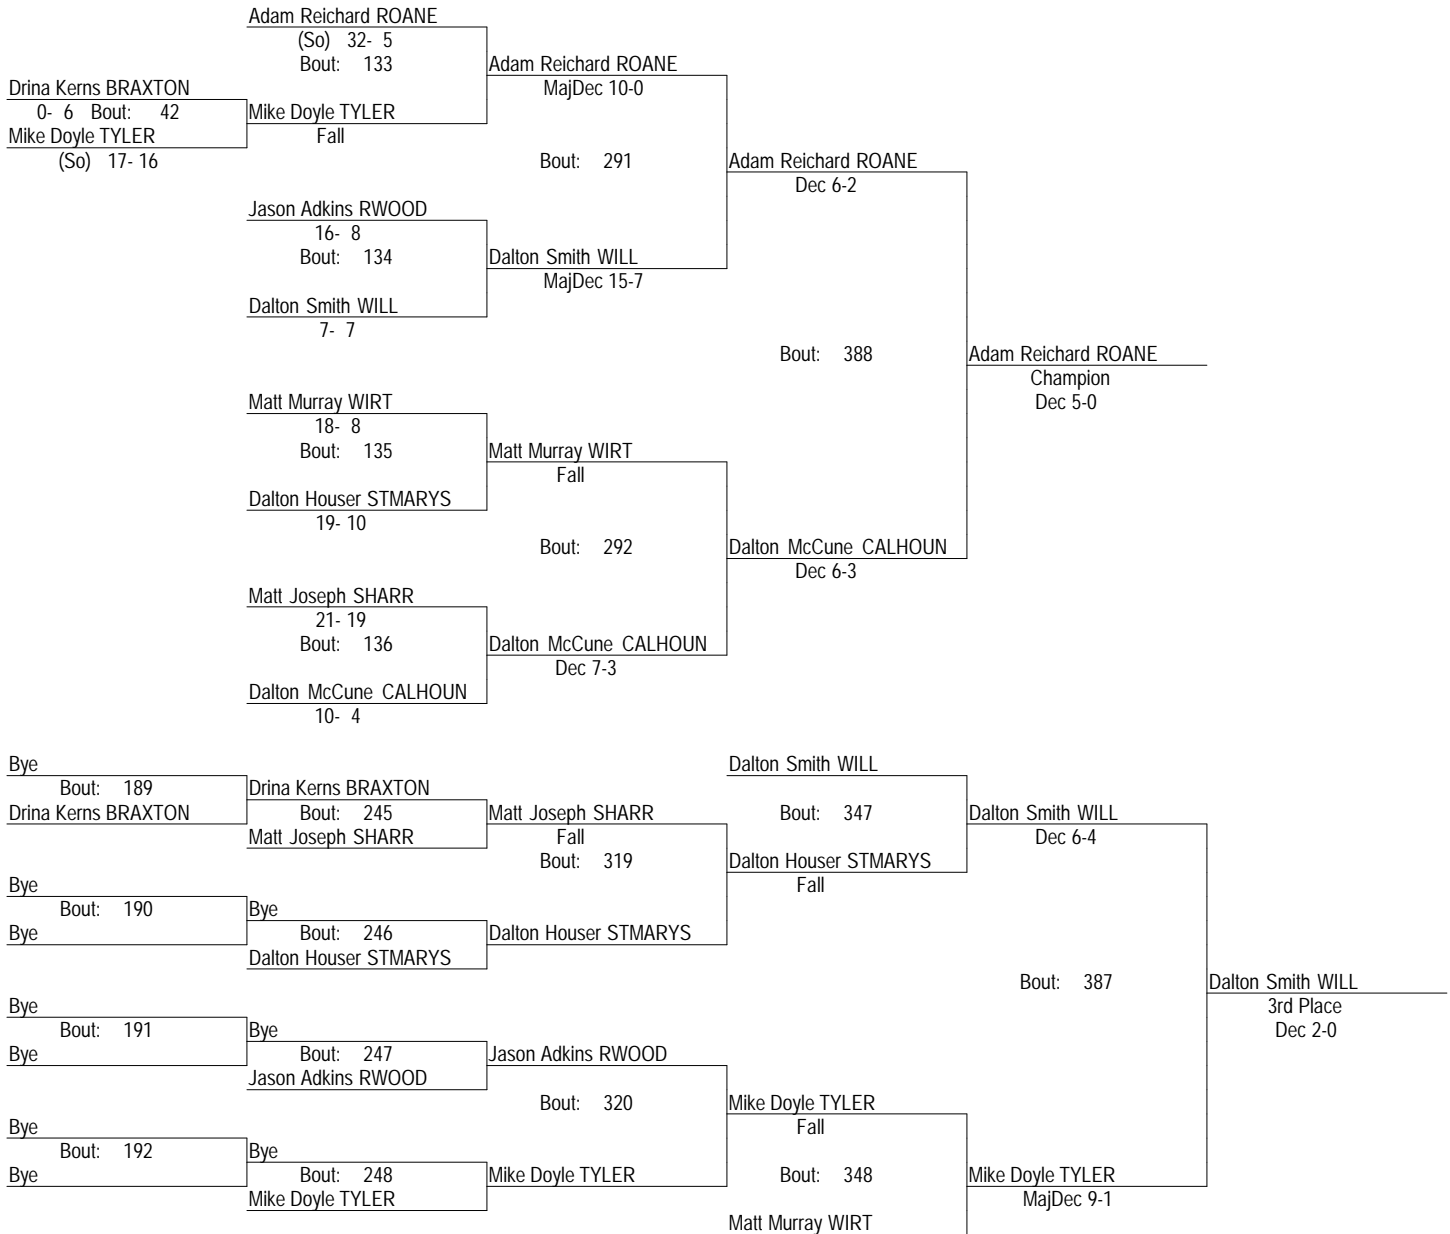 Adam Reichard ROANE
(So) 32- 5
Bout: 133
Adam Reichard ROANE
MajDec 10-0
Drina Kerns BRAXTON
0- 6 Bout: 42
Mike Doyle TYLER
Fall
Mike Doyle TYLER
(So) 17- 16
Bout: 291
Adam Reichard ROANE
Dec 6-2
Jason Adkins RWOOD
16- 8
Bout: 134
Dalton Smith WILL
MajDec 15-7
Dalton Smith WILL
7- 7
Bout: 388
Adam Reichard ROANE
Champion
Dec 5-0
Matt Murray WIRT
18- 8
Bout: 135
Matt Murray WIRT
Fall
Dalton Houser STMARYS
19- 10
Bout: 292
Dalton McCune CALHOUN
Dec 6-3
Matt Joseph SHARR
21- 19
Bout: 136
Dalton McCune CALHOUN
Dec 7-3
Dalton McCune CALHOUN
10- 4
Bye
Bout: 189
Drina Kerns BRAXTON
Drina Kerns BRAXTON
Bout: 245
Matt Joseph SHARR
Matt Joseph SHARR
Fall
Bout: 319
Dalton Smith WILL
Bout: 347
Dalton Houser STMARYS
Fall
Dalton Smith WILL
Dec 6-4
Bye
Bout: 190
Bye
Bye
Bout: 246
Dalton Houser STMARYS
Dalton Houser STMARYS
Bout: 387
Dalton Smith WILL
3rd Place
Dec 2-0
Bye
Bout: 191
Bye
Bye
Bout: 247
Jason Adkins RWOOD
Jason Adkins RWOOD
Bout: 320
Mike Doyle TYLER
Fall
Bye
Bout: 192
Bye
Bye
Bout: 248
Mike Doyle TYLER
Mike Doyle TYLER
Bout: 348
Mike Doyle TYLER
MajDec 9-1
Matt Murray WIRT